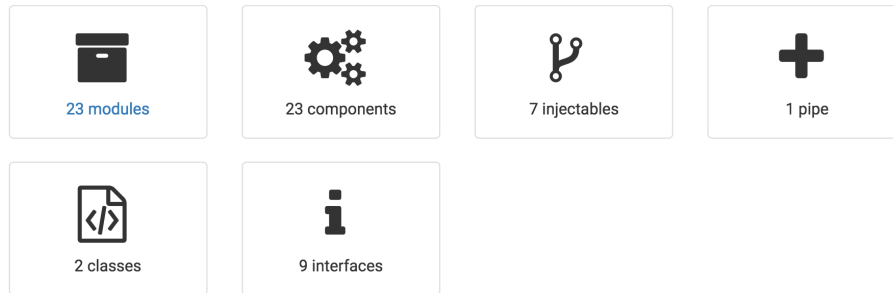 23 modules
23 components
7 injectables
1 pipe
2 classes
9 interfaces